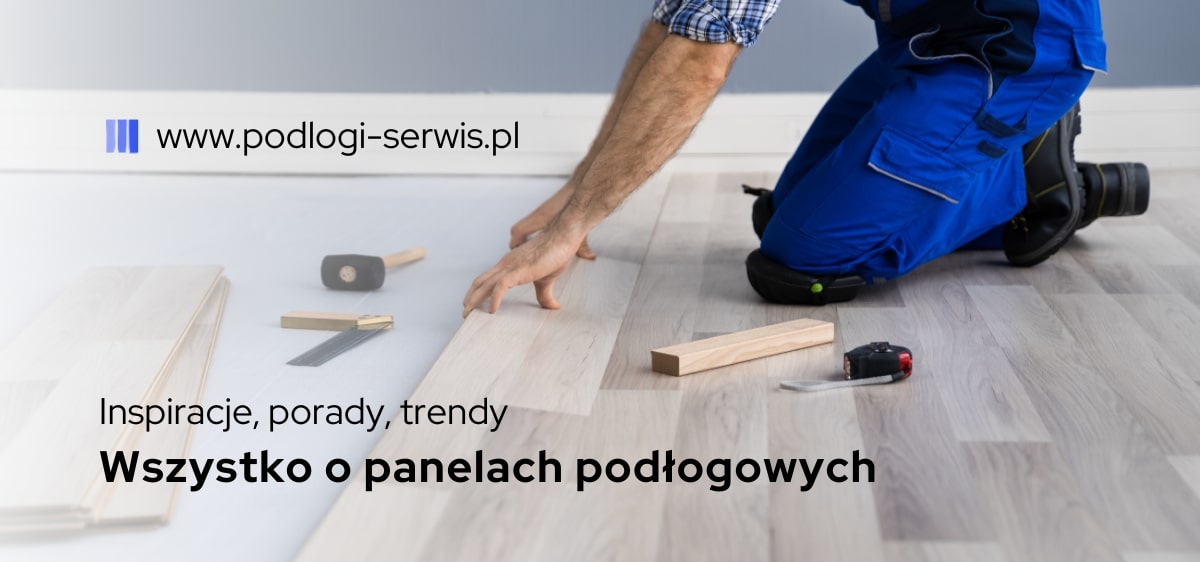 www.podlogi-serwis.pl
Inspiracje, porady, trendy
Wszystko o panelach podłogowych